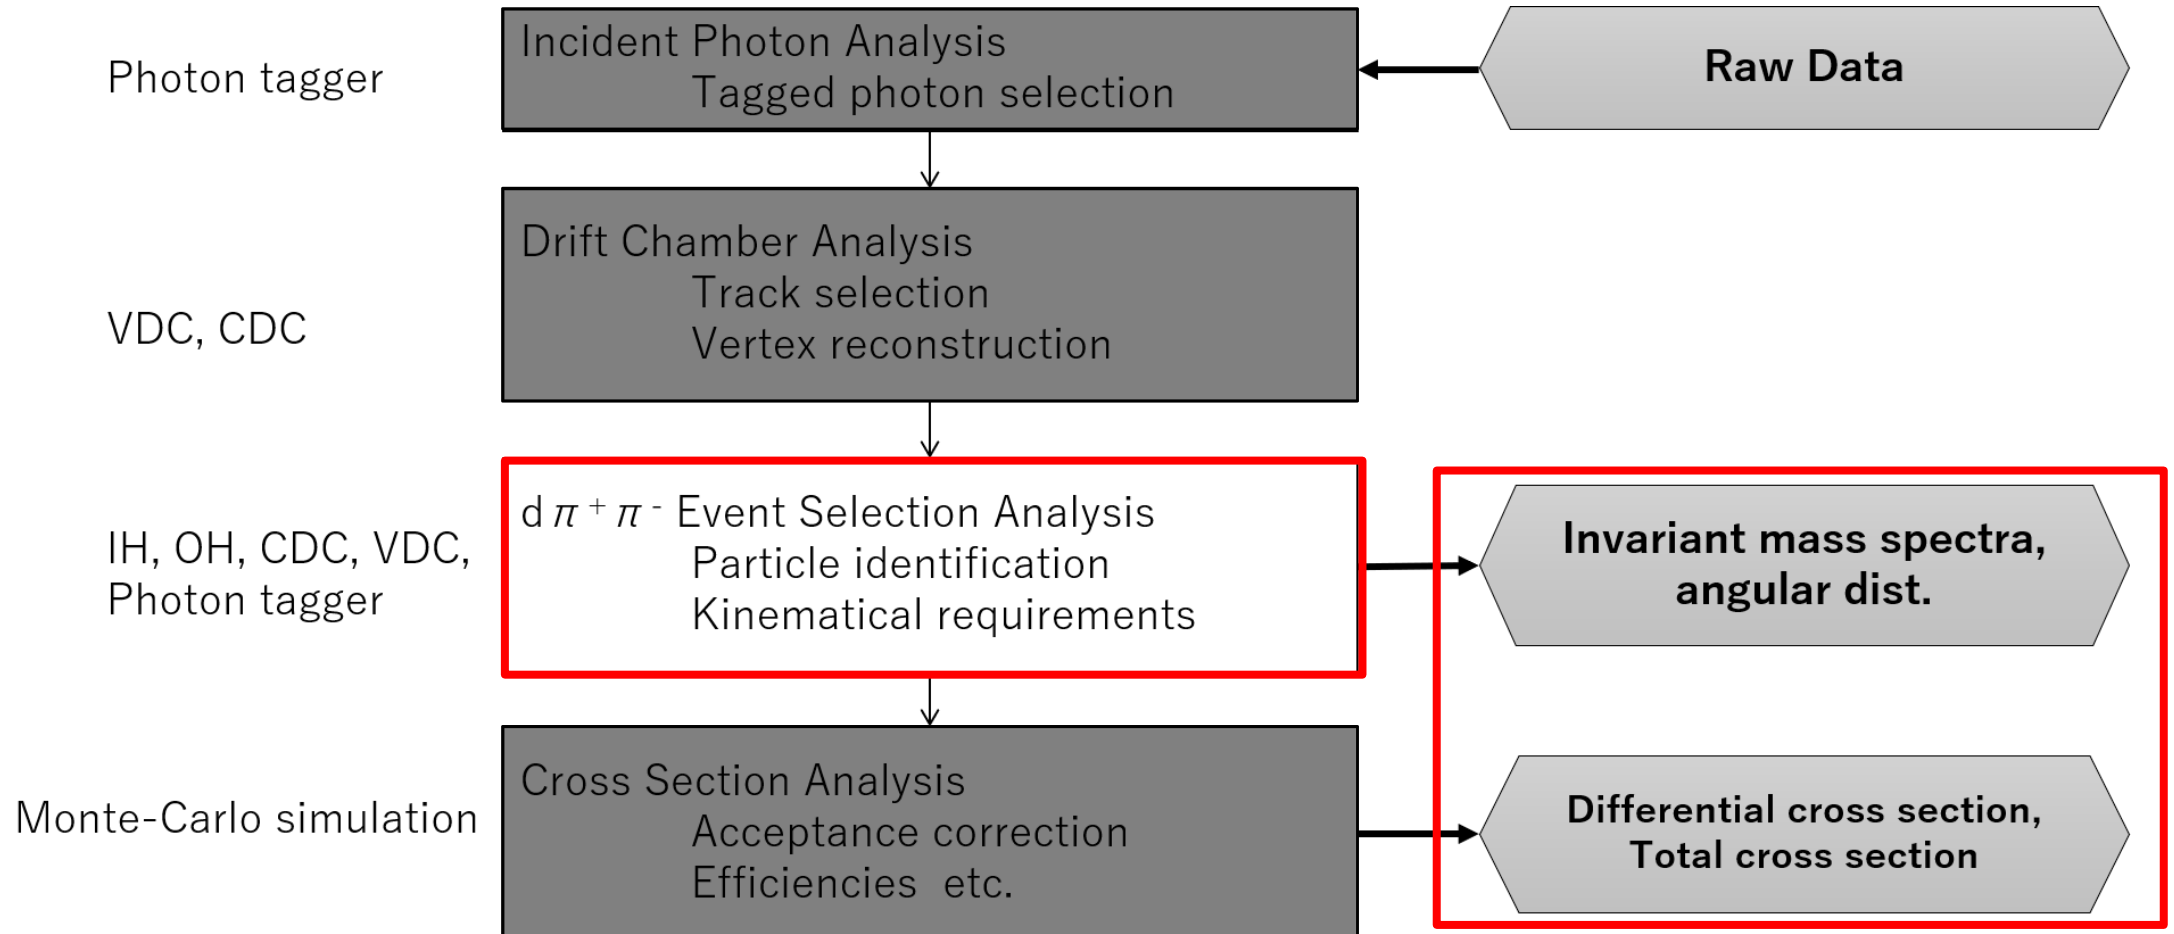 Photon tagger
Incident Photon Analysis
Tagged photon selection
Raw Data
VDC, CDC
Drift Chamber Analysis
Track selection
Vertex reconstruction
IH, OH, CDC, VDC,
Photon tagger
d π⁺ π⁻ Event Selection Analysis
Particle identification
Kinematical requirements
Invariant mass spectra,
angular dist.
Monte-Carlo simulation
Cross Section Analysis
Acceptance correction
Efficiencies etc.
Differential cross section,
Total cross section